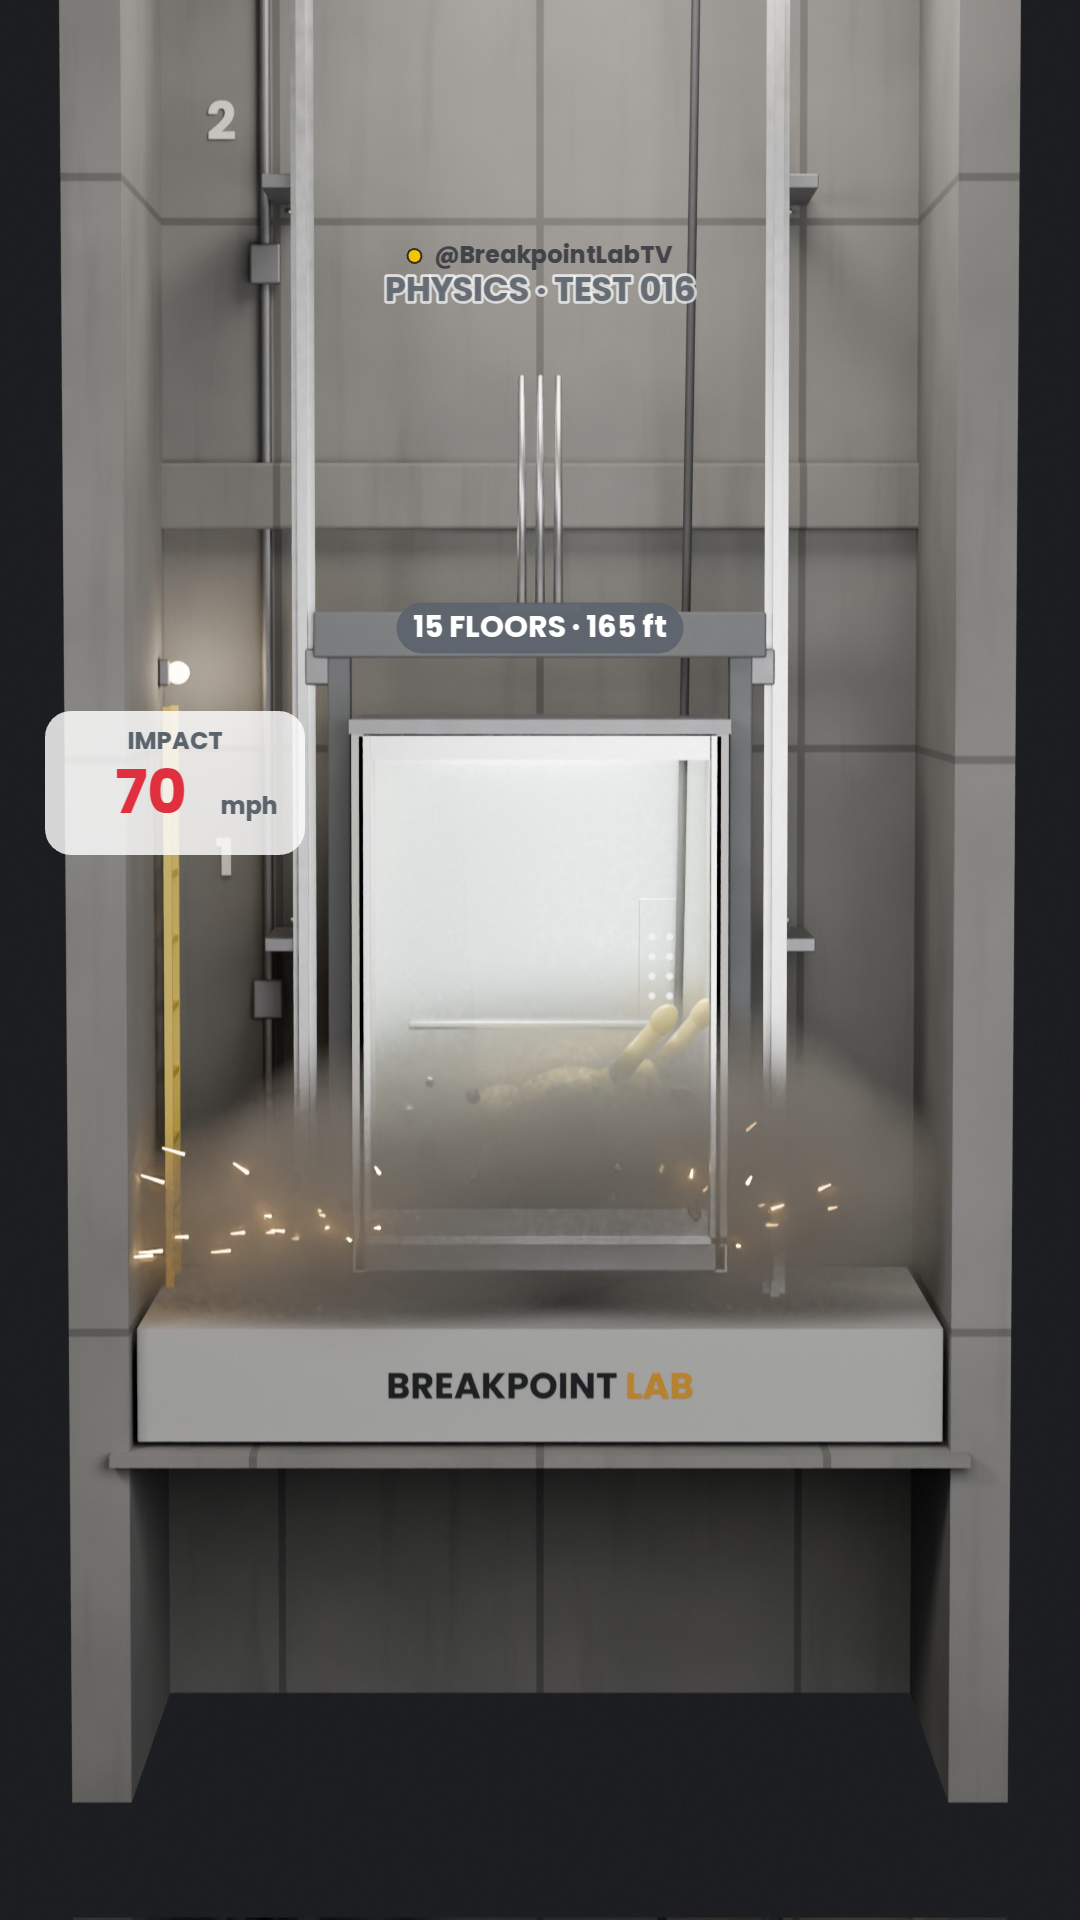 2
@BreakpointLabTV
PHYSICS · TEST 016
15 FLOORS · 165 ft
IMPACT
70 mph
1
BREAKPOINT LAB